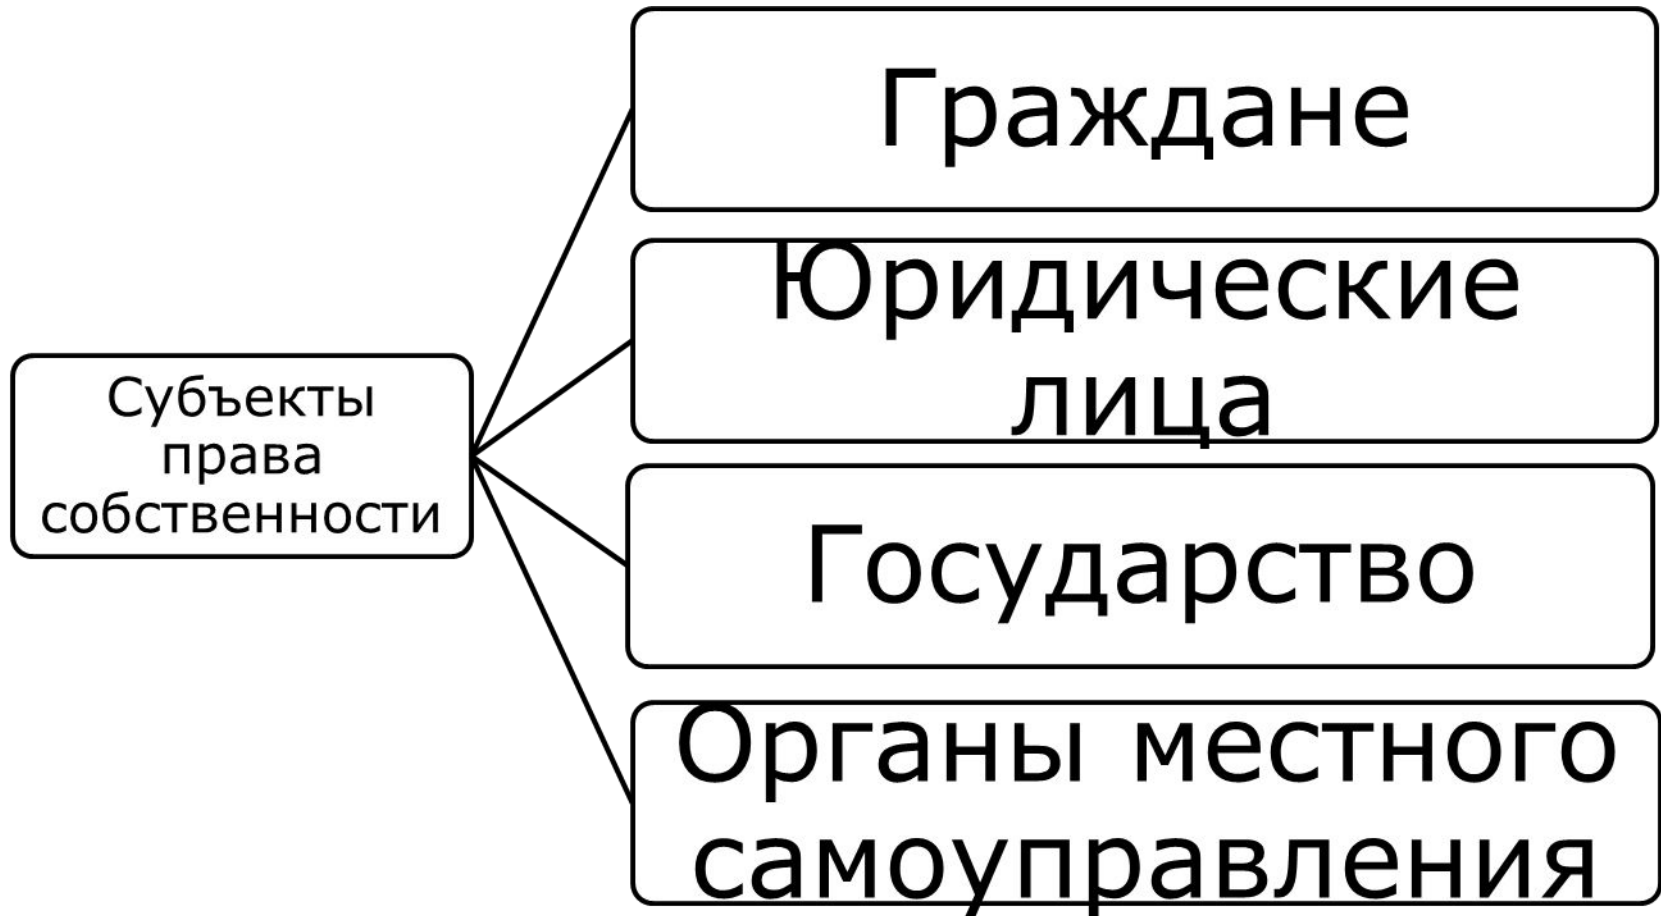 Субъекты
права
собственности
Граждане
Юридические
лица
Государство
Органы местного
самоуправления